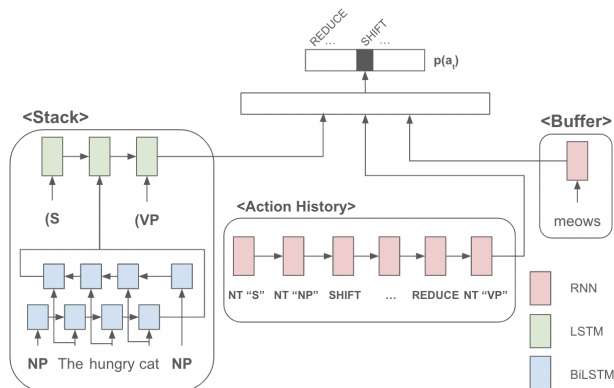 REDUCE
...
SHIFT
...
p(a_t)
<Stack>
<Buffer>
(S
(VP
<Action History>
meows
NT “S”
NT “NP”
SHIFT
...
REDUCE
NT “VP”
RNN
LSTM
NP
The hungry cat
NP
BiLSTM